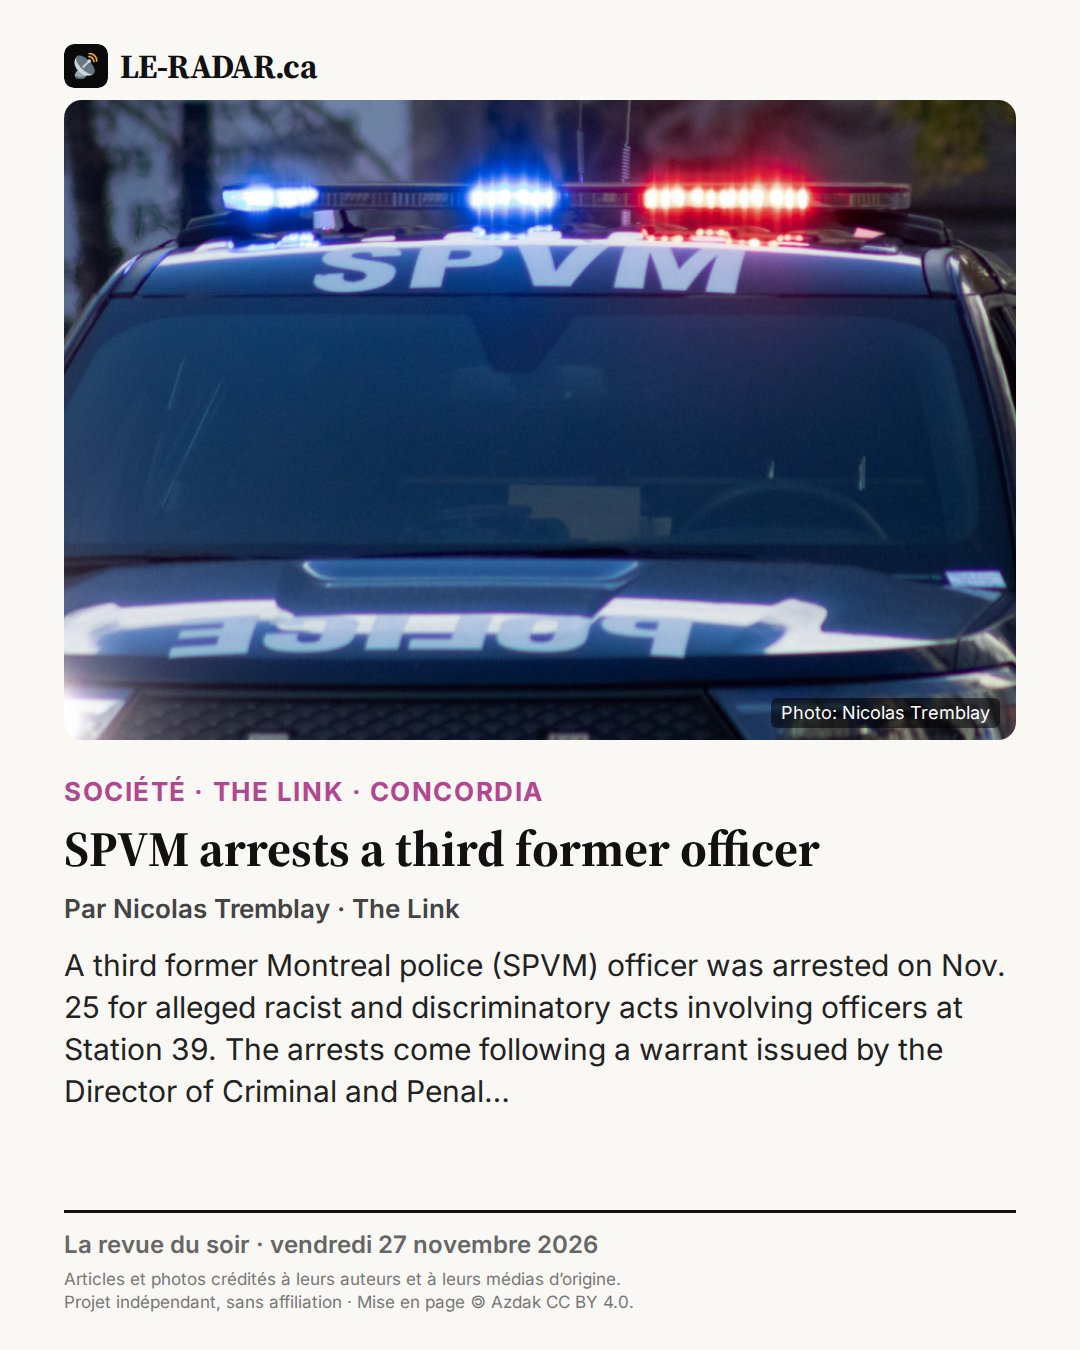 LE-RADAR.ca
SPVM
POLICE
Photo: Nicolas Tremblay
SOCIÉTÉ · THE LINK · CONCORDIA
SPVM arrests a third former officer
Par Nicolas Tremblay · The Link
A third former Montreal police (SPVM) officer was arrested on Nov.
25 for alleged racist and discriminatory acts involving officers at
Station 39. The arrests come following a warrant issued by the
Director of Criminal and Penal...
La revue du soir · vendredi 27 novembre 2026
Articles et photos crédités à leurs auteurs et à leurs médias d’origine.
Projet indépendant, sans affiliation · Mise en page 🄯 Azdak CC BY 4.0.